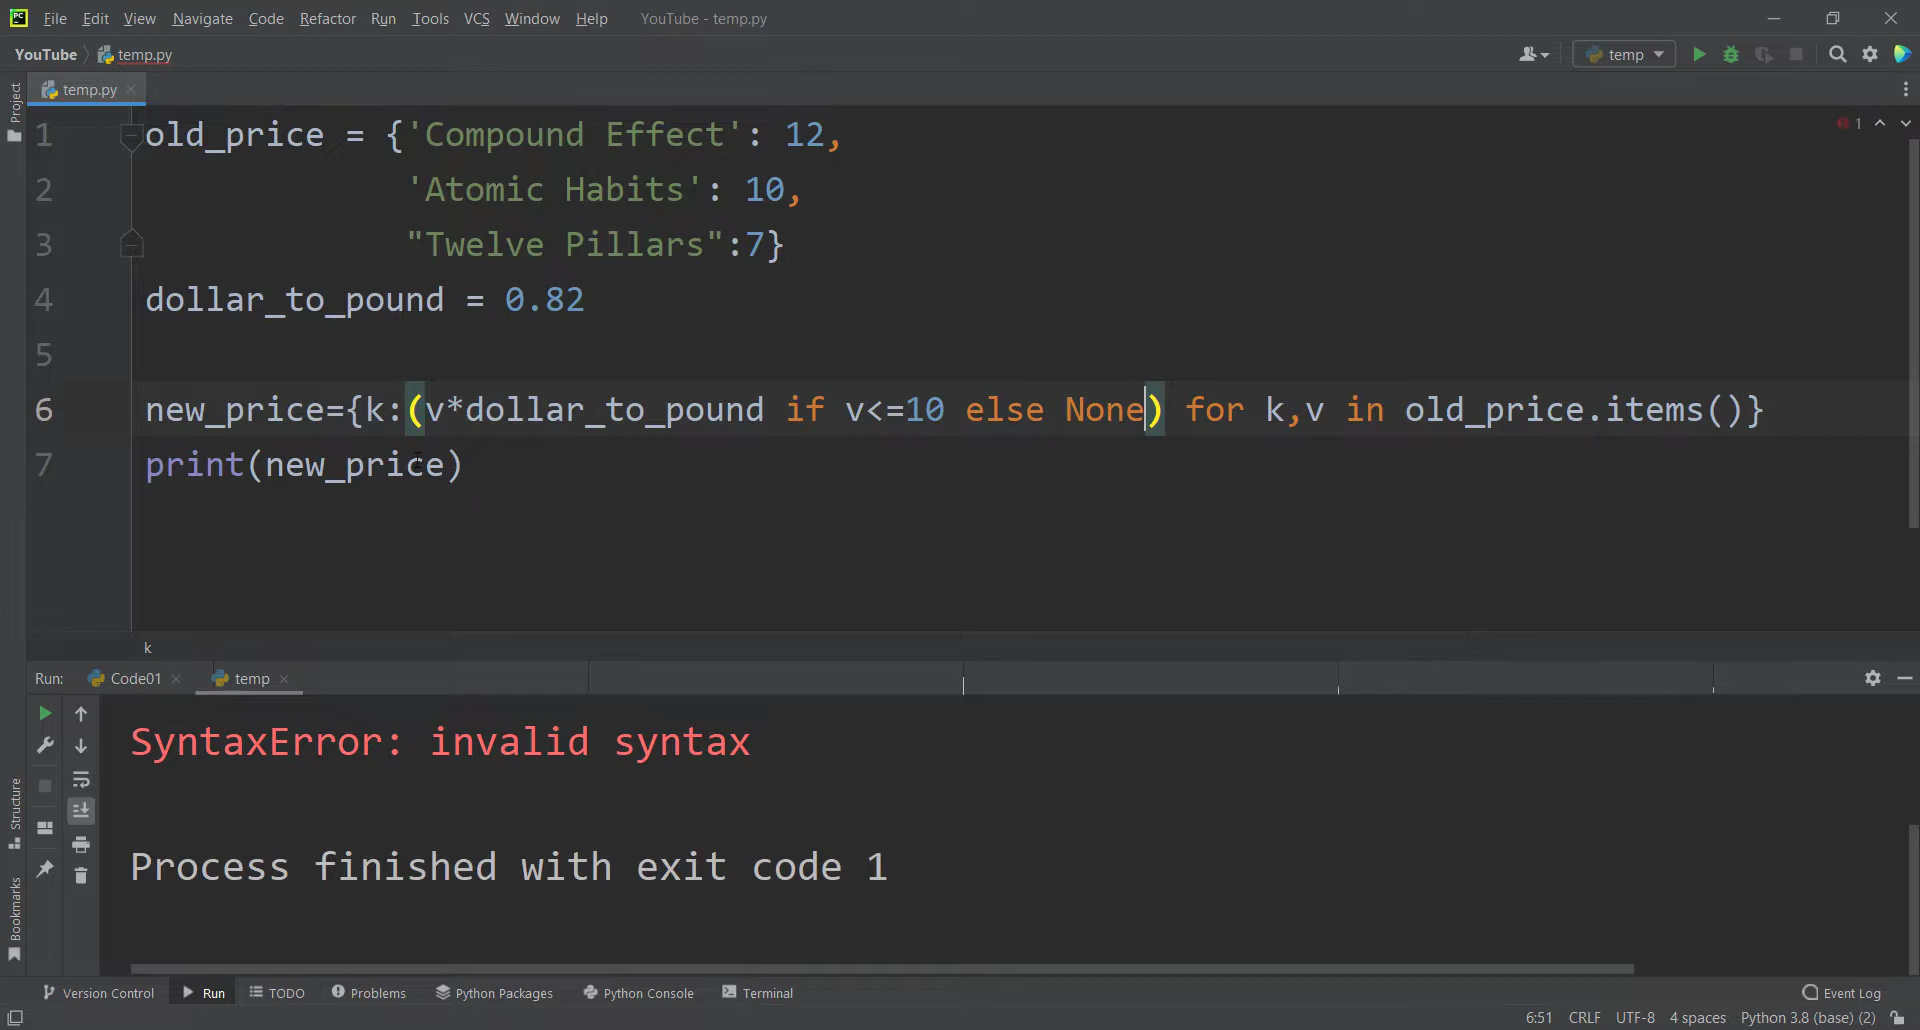 File Edit View Navigate Code Refactor Run Tools VCS Window Help YouTube - temp.py
YouTube temp.py temp
temp.py 1
Project
1 old_price = {'Compound Effect': 12,
2 'Atomic Habits': 10,
3 "Twelve Pillars":7}
4 dollar_to_pound = 0.82
5
6 new_price={k:(v*dollar_to_pound if v<=10 else None) for k,v in old_price.items()}
7 print(new_price)
k
Run: Code01 temp
SyntaxError: invalid syntax
Process finished with exit code 1
Structure
Bookmarks
Version Control Run TODO Problems Python Packages Python Console Terminal Event Log
6:51 CRLF UTF-8 4 spaces Python 3.8 (base) (2)